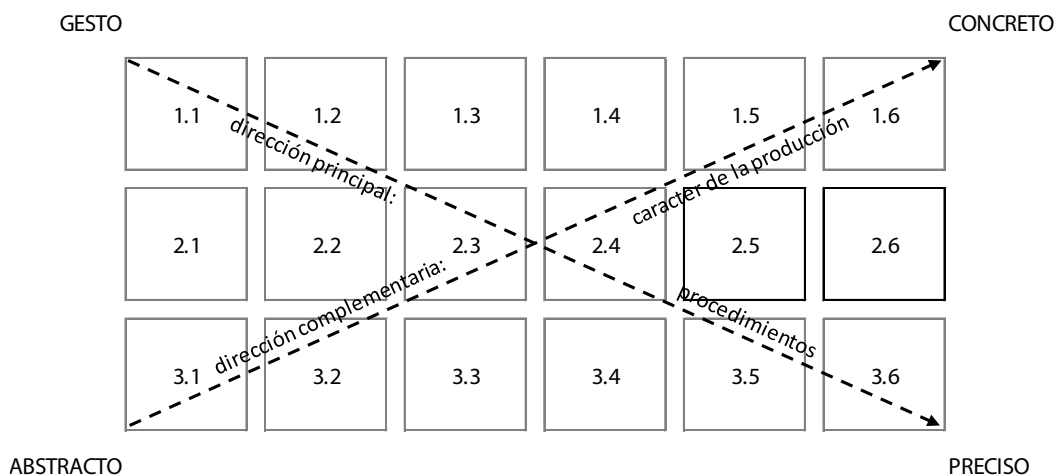 GESTO
CONCRETO
1.1 1.2 1.3 1.4 1.5 1.6
dirección principal:
caracter de la producción
2.1 2.2 2.3 2.4 2.5 2.6
dirección complementaria:
procedimientos
3.1 3.2 3.3 3.4 3.5 3.6
ABSTRACTO
PRECISO